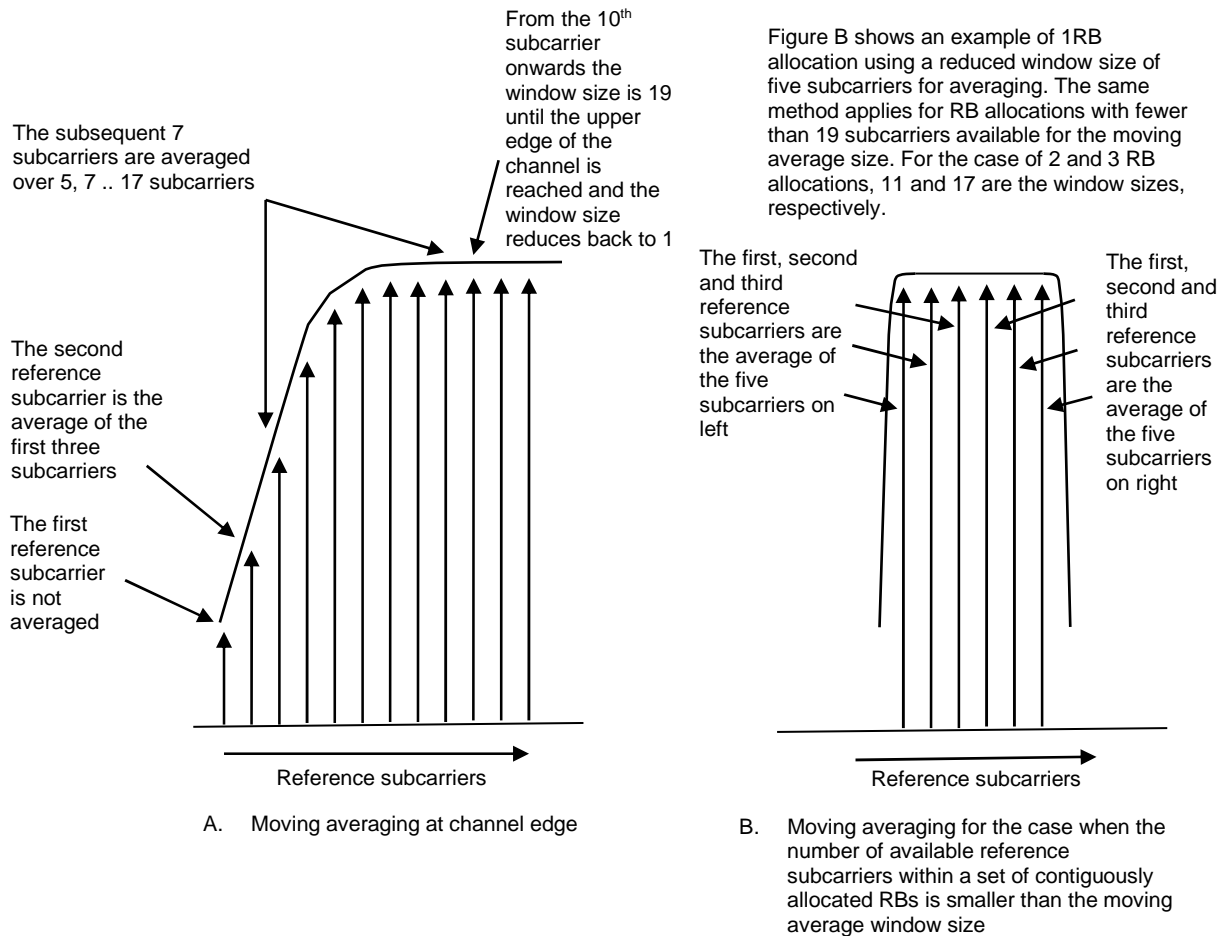 From the 10th
subcarrier
onwards the
window size is 19
until the upper
edge of the
channel is
reached and the
window size
reduces back to 1
The subsequent 7
subcarriers are averaged
over 5, 7 .. 17 subcarriers
The second
reference
subcarrier is the
average of the
first three
subcarriers
The first
reference
subcarrier
is not
averaged
Reference subcarriers
A. Moving averaging at channel edge
Figure B shows an example of 1RB
allocation using a reduced window size of
five subcarriers for averaging. The same
method applies for RB allocations with fewer
than 19 subcarriers available for the moving
average size. For the case of 2 and 3 RB
allocations, 11 and 17 are the window sizes,
respectively.
The first, second
and third
reference
subcarriers are
the average of
the five
subcarriers on
left
The first,
second and
third
reference
subcarriers
are the
average of
the five
subcarriers
on right
Reference subcarriers
B. Moving averaging for the case when the
number of available reference
subcarriers within a set of contiguously
allocated RBs is smaller than the moving
average window size